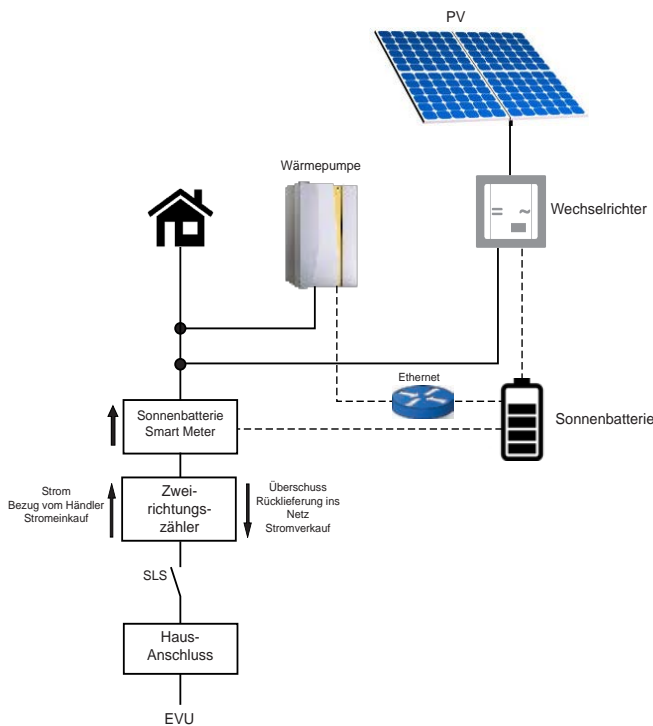 PV
Wärmepumpe
Wechselrichter
= ~
Ethernet
Sonnenbatterie
Sonnenbatterie
Smart Meter
Strom
Bezug vom Händler
Stromeinkauf
Zwei-
richtungs-
zähler
Überschuss
Rücklieferung ins
Netz
Stromverkauf
SLS
Haus-
Anschluss
EVU